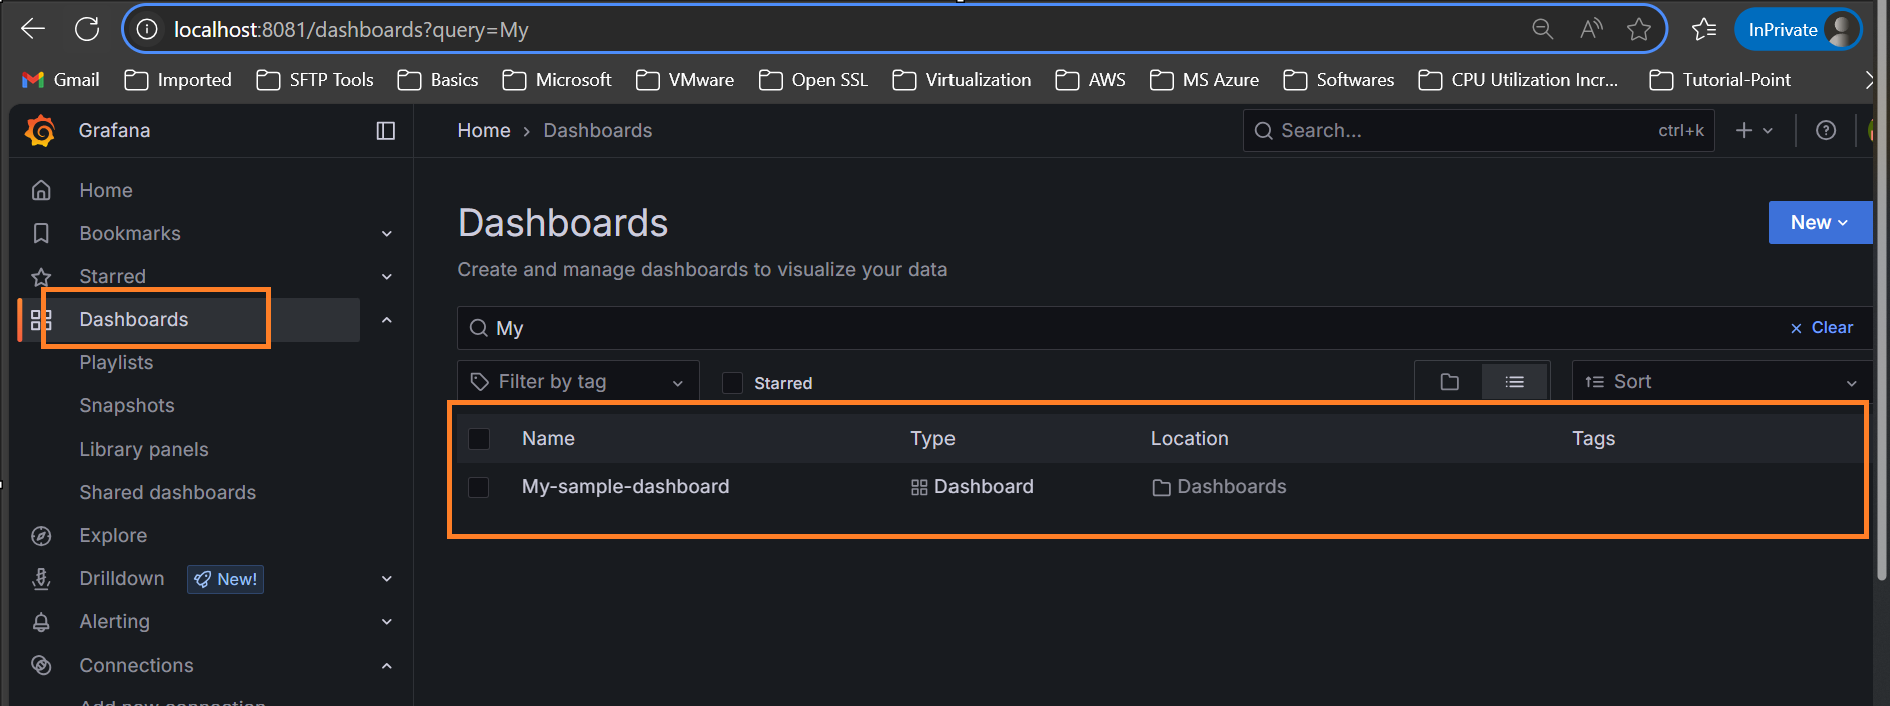 localhost:8081/dashboards?query=My
InPrivate
Gmail Imported SFTP Tools Basics Microsoft VMware Open SSL Virtualization AWS MS Azure Softwares CPU Utilization Incr... Tutorial-Point
Grafana
Home › Dashboards
Search... ctrl+k
Home
Bookmarks
Starred
Dashboards
Playlists
Snapshots
Library panels
Shared dashboards
Explore
Drilldown New!
Alerting
Connections
Add new connection
Dashboards
New
Create and manage dashboards to visualize your data
My
Clear
Filter by tag Starred Sort
Name Type Location Tags
My-sample-dashboard Dashboard Dashboards